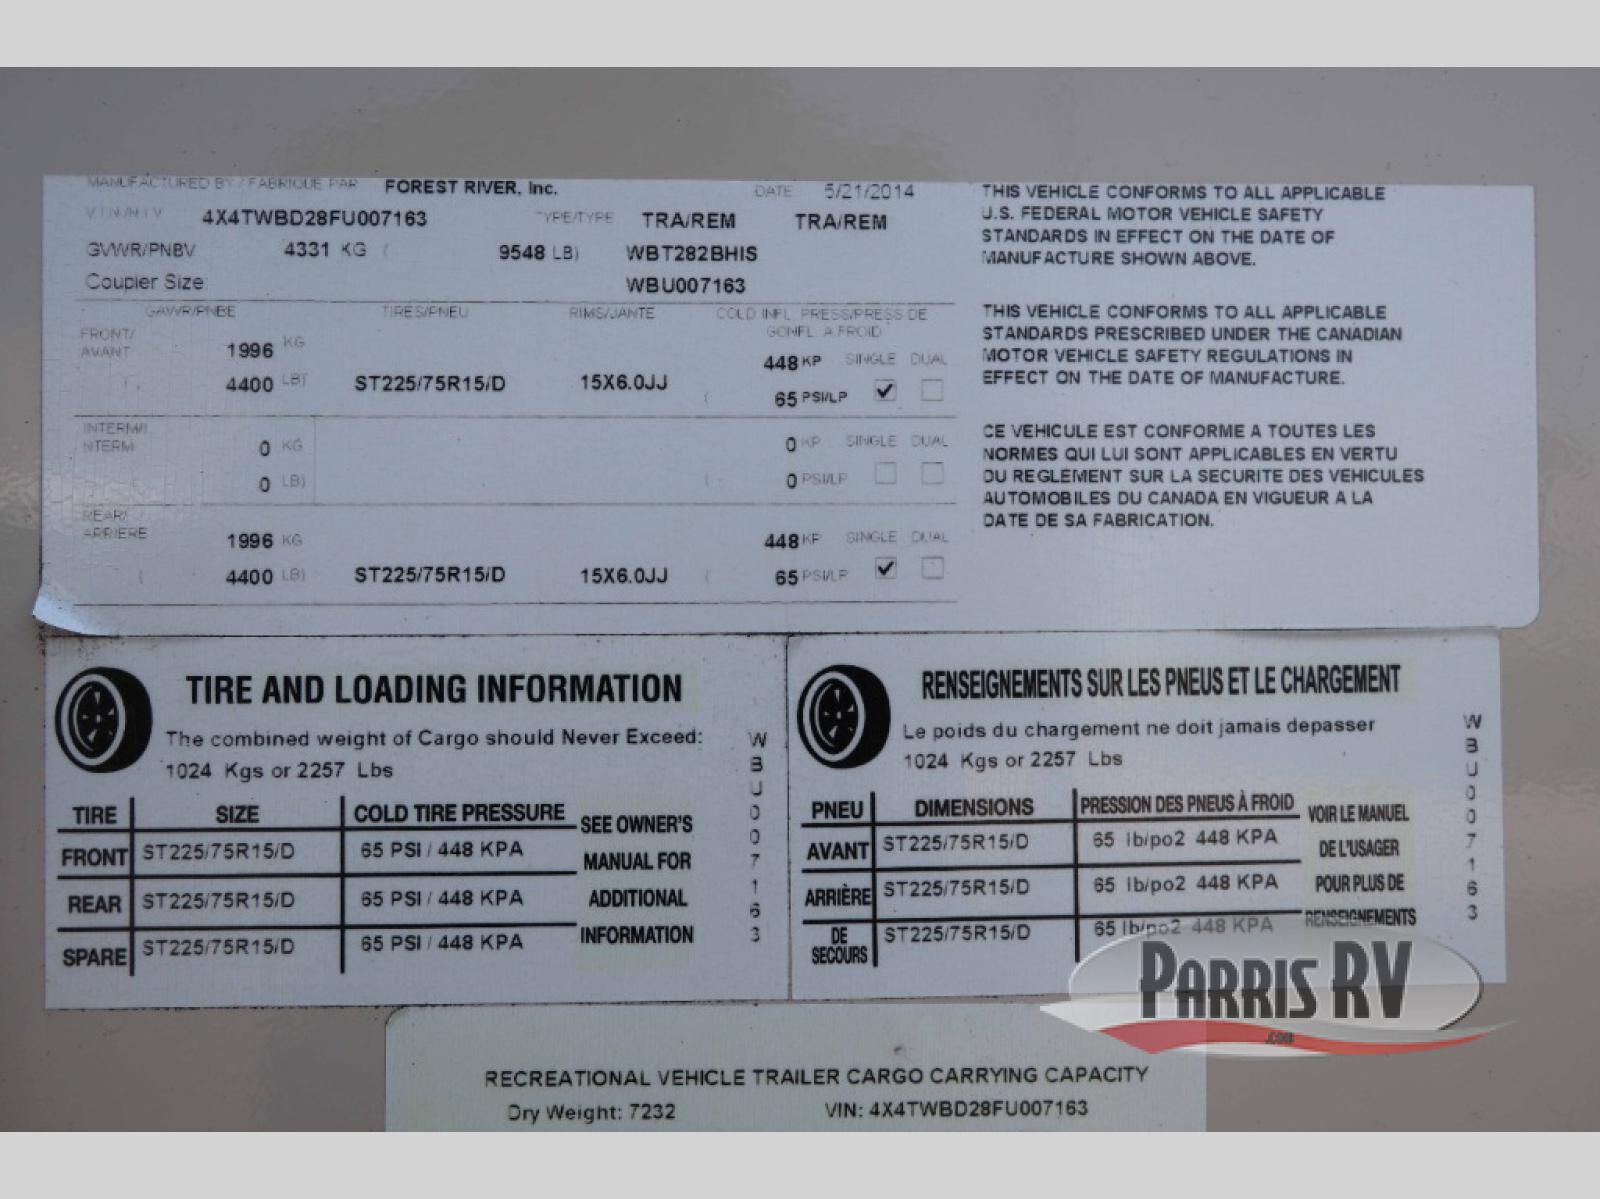 MANUFACTURED BY / FABRIQUE PAR FOREST RIVER, Inc. DATE 5/21/2014
V I N /N I V 4X4TWBD28FU007163 TYPE/TYPE TRA/REM TRA/REM
GVWR/PNBV 4331 KG ( 9548 LB) WBT282BHIS
Coupler Size: WBU007163
GAWR/PNBE TIRES/PNEU RIMS/JANTE COLD INFL PRESS/PRESS DE
GONFL A FROID
FRONT/
AVANT 1996 KG 448 KP SINGLE DUAL
( 4400 LB) ST225/75R15/D 15X6.0JJ ( 65 PSI/LP ✔
INTERM/I
NTERM 0 KG 0 KP SINGLE DUAL
0 LB) ( 0 PSI/LP
REAR/
ARRIERE 1996 KG 448 KP SINGLE DUAL
( 4400 LB) ST225/75R15/D 15X6.0JJ ( 65 PSI/LP ✔
THIS VEHICLE CONFORMS TO ALL APPLICABLE
U.S. FEDERAL MOTOR VEHICLE SAFETY
STANDARDS IN EFFECT ON THE DATE OF
MANUFACTURE SHOWN ABOVE.
THIS VEHICLE CONFORMS TO ALL APPLICABLE
STANDARDS PRESCRIBED UNDER THE CANADIAN
MOTOR VEHICLE SAFETY REGULATIONS IN
EFFECT ON THE DATE OF MANUFACTURE.
CE VEHICULE EST CONFORME A TOUTES LES
NORMES QUI LUI SONT APPLICABLES EN VERTU
DU REGLEMENT SUR LA SECURITE DES VEHICULES
AUTOMOBILES DU CANADA EN VIGUEUR A LA
DATE DE SA FABRICATION.
TIRE AND LOADING INFORMATION
The combined weight of Cargo should Never Exceed:
1024 Kgs or 2257 Lbs
TIRE SIZE COLD TIRE PRESSURE
FRONT ST225/75R15/D 65 PSI / 448 KPA
REAR ST225/75R15/D 65 PSI / 448 KPA
SPARE ST225/75R15/D 65 PSI / 448 KPA
SEE OWNER'S
MANUAL FOR
ADDITIONAL
INFORMATION
WBU007163
RENSEIGNEMENTS SUR LES PNEUS ET LE CHARGEMENT
Le poids du chargement ne doit jamais depasser
1024 Kgs or 2257 Lbs
PNEU DIMENSIONS PRESSION DES PNEUS À FROID
AVANT ST225/75R15/D 65 lb/po2 448 KPA
ARRIÈRE ST225/75R15/D 65 lb/po2 448 KPA
DE
SECOURS ST225/75R15/D 65 lb/po2 448 KPA
VOIR LE MANUEL
DE L'USAGER
POUR PLUS DE
RENSEIGNEMENTS
WBU007163
PARRIS RV
.COM
RECREATIONAL VEHICLE TRAILER CARGO CARRYING CAPACITY
Dry Weight: 7232 VIN: 4X4TWBD28FU007163